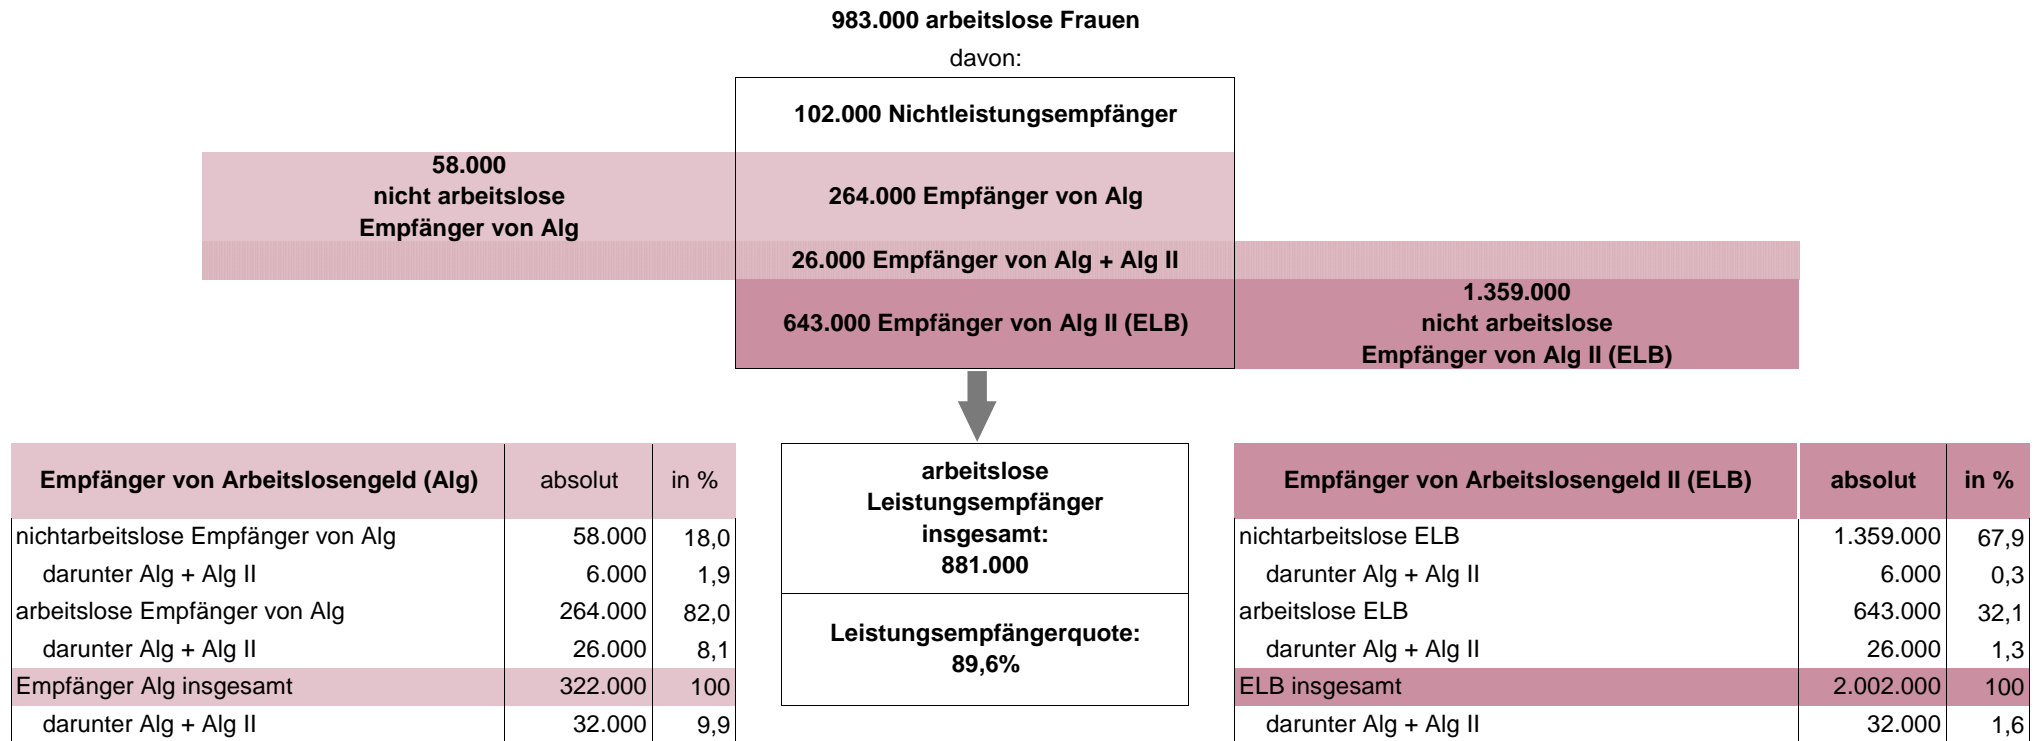 983.000 arbeitslose Frauen
davon:
102.000 Nichtleistungsempfänger
58.000
nicht arbeitslose
Empfänger von Alg
264.000 Empfänger von Alg
26.000 Empfänger von Alg + Alg II
643.000 Empfänger von Alg II (ELB)
1.359.000
nicht arbeitslose
Empfänger von Alg II (ELB)
Empfänger von Arbeitslosengeld (Alg) absolut in %
nichtarbeitslose Empfänger von Alg 58.000 18,0
darunter Alg + Alg II 6.000 1,9
arbeitslose Empfänger von Alg 264.000 82,0
darunter Alg + Alg II 26.000 8,1
Empfänger Alg insgesamt 322.000 100
darunter Alg + Alg II 32.000 9,9
arbeitslose
Leistungsempfänger
insgesamt:
881.000
Leistungsempfängerquote:
89,6%
Empfänger von Arbeitslosengeld II (ELB) absolut in %
nichtarbeitslose ELB 1.359.000 67,9
darunter Alg + Alg II 6.000 0,3
arbeitslose ELB 643.000 32,1
darunter Alg + Alg II 26.000 1,3
ELB insgesamt 2.002.000 100
darunter Alg + Alg II 32.000 1,6